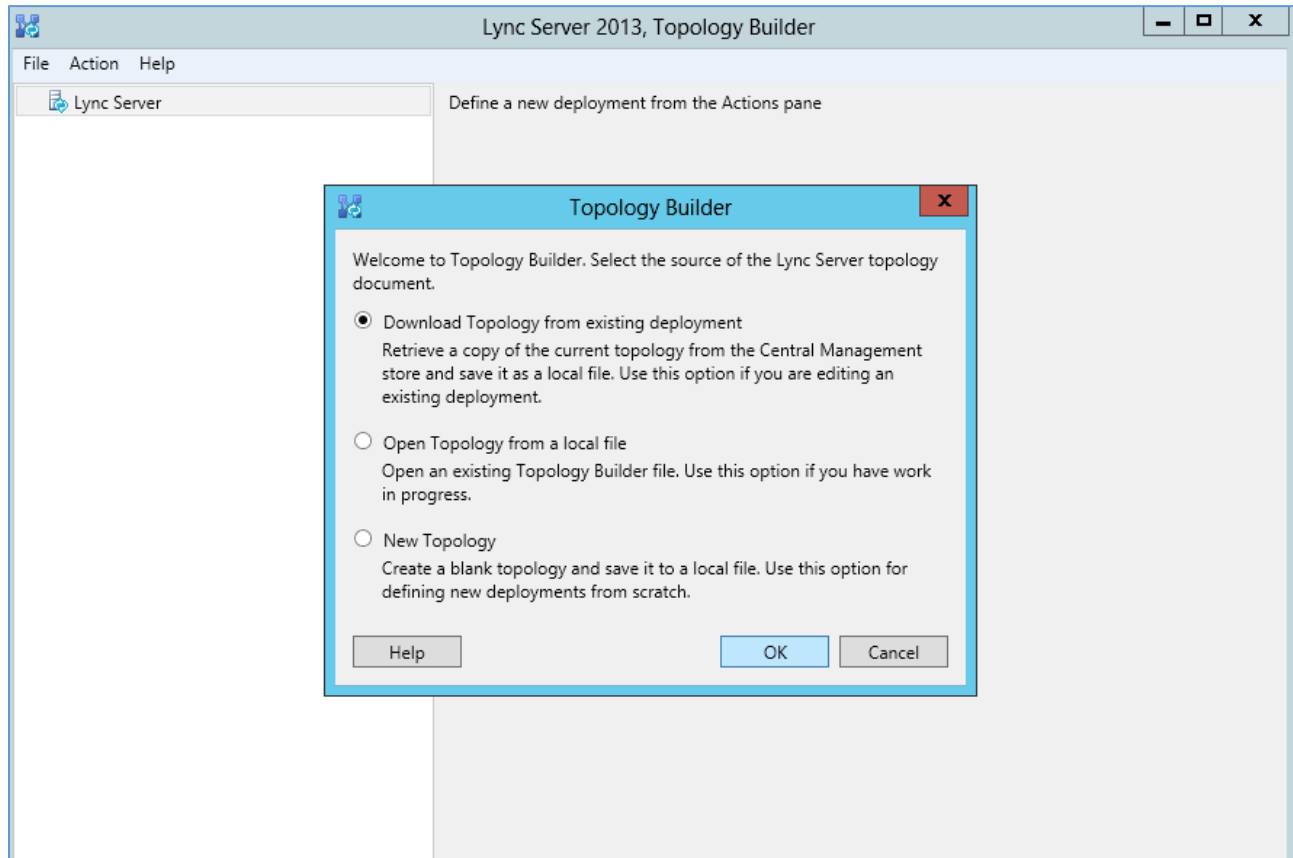 Lync Server 2013, Topology Builder
File Action Help
Lync Server
Define a new deployment from the Actions pane
Topology Builder
Welcome to Topology Builder. Select the source of the Lync Server topology
document.
Download Topology from existing deployment
Retrieve a copy of the current topology from the Central Management
store and save it as a local file. Use this option if you are editing an
existing deployment.
Open Topology from a local file
Open an existing Topology Builder file. Use this option if you have work
in progress.
New Topology
Create a blank topology and save it to a local file. Use this option for
defining new deployments from scratch.
Help OK Cancel